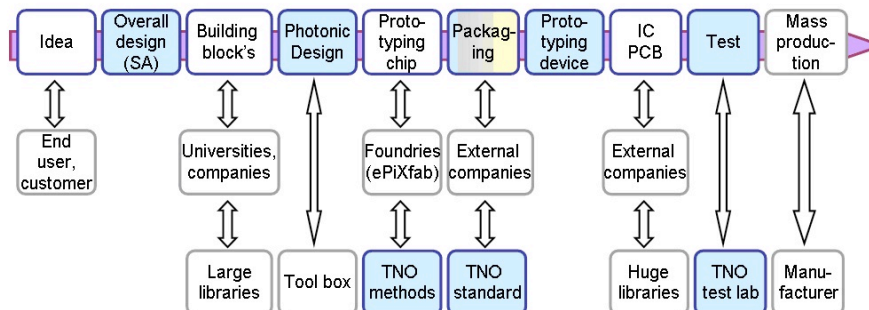 Idea
Overall
design
(SA)
Building
block's
Photonic
Design
Proto-
typing
chip
Packag-
ing
Proto-
typing
device
IC
PCB
Test
Mass
produc-
tion
End
user,
customer
Universities,
companies
Foundries
(ePiXfab)
External
companies
External
companies
Large
libraries
Tool box
TNO
methods
TNO
standard
Huge
libraries
TNO
test lab
Manu-
facturer